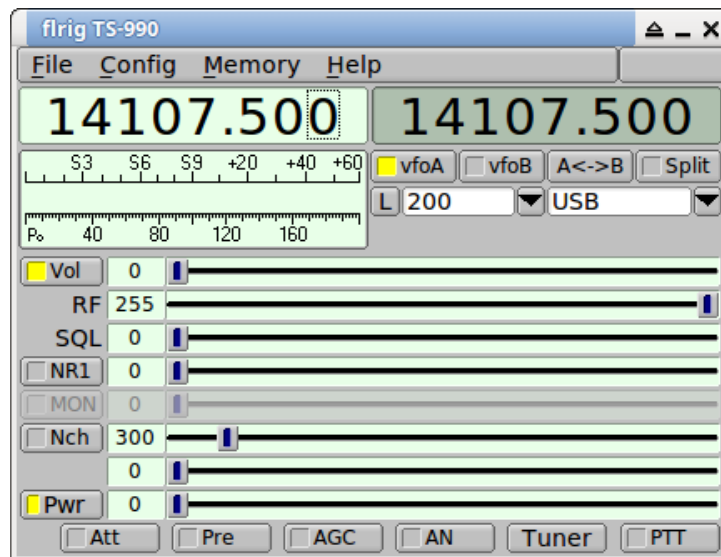 flrig TS-990
File Config Memory Help
14107.500 14107.500
S3 S6 S9 +20 +40 +60
vfoA vfoB A<->B Split
L 200 USB
Po 40 80 120 160
Vol 0
RF 255
SQL 0
NR1 0
MON 0
Nch 300
0
Pwr 0
Att Pre AGC AN Tuner PTT